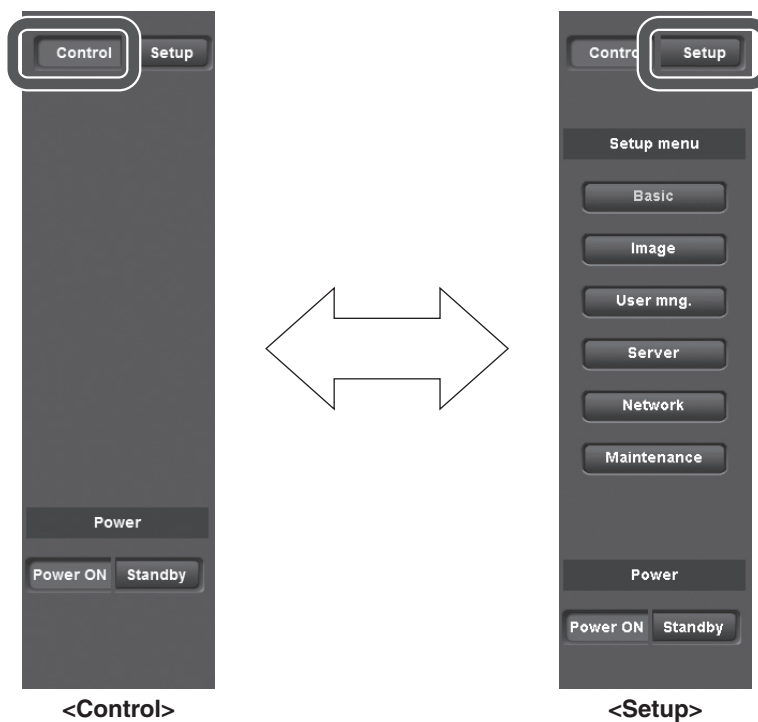 Control Setup
Power
Power ON Standby
<Control>
Contro Setup
Setup menu
Basic
Image
User mng.
Server
Network
Maintenance
Power
Power ON Standby
<Setup>